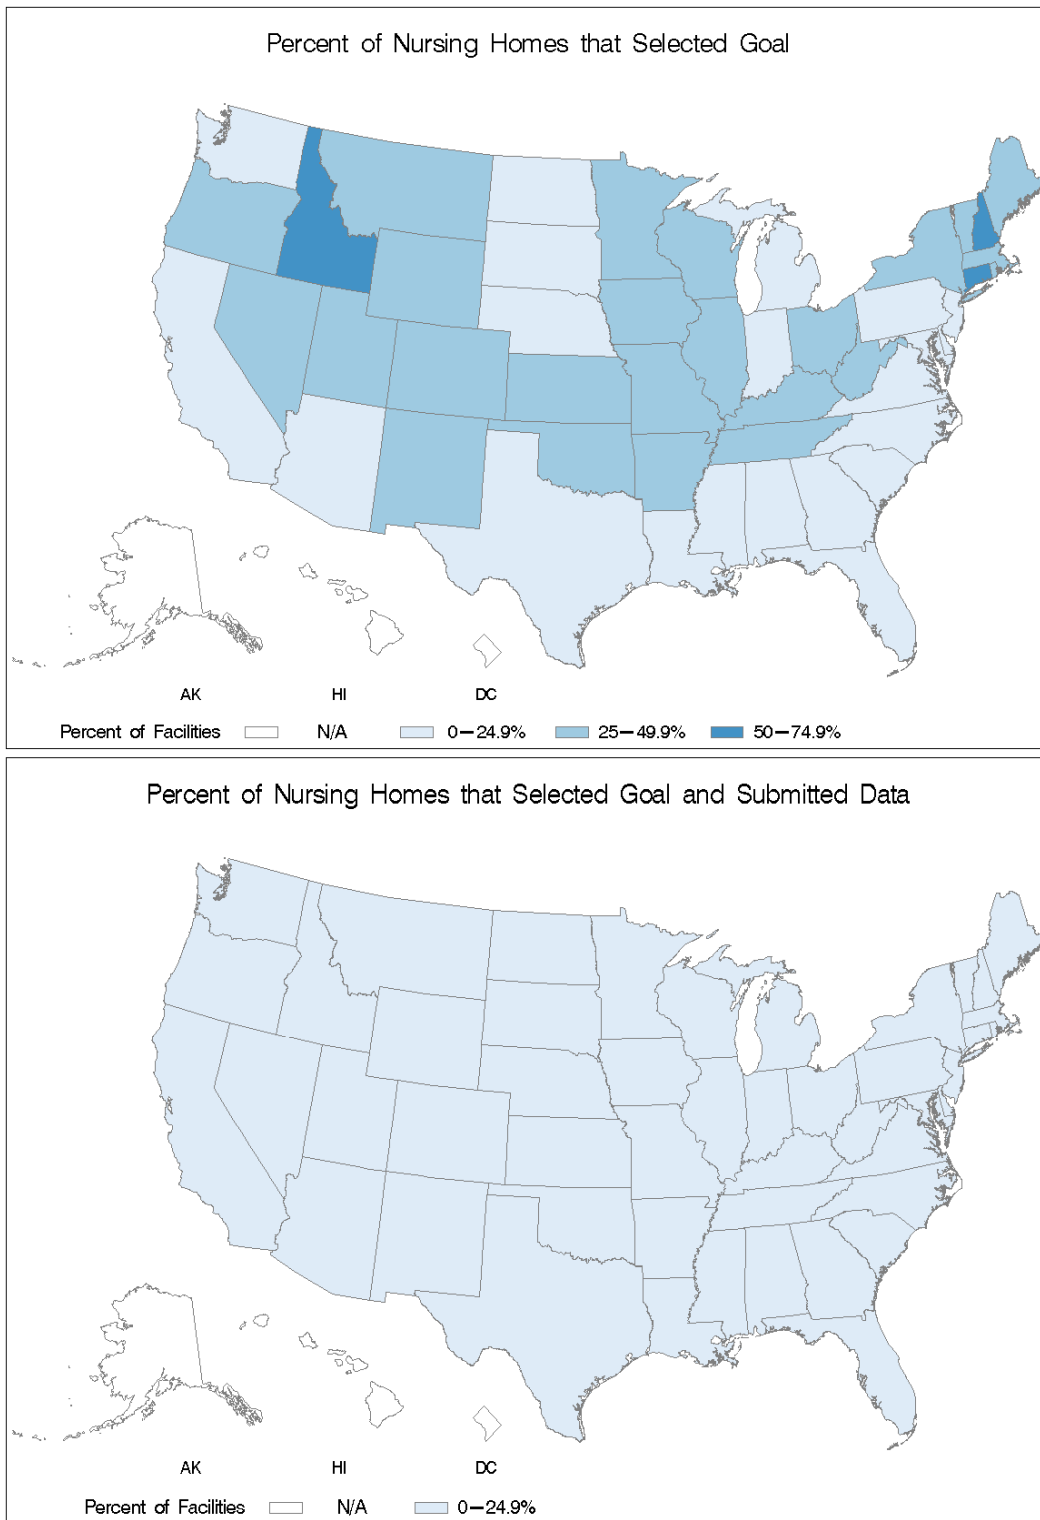 Percent of Nursing Homes that Selected Goal
AK HI DC
Percent of Facilities N/A 0–24.9% 25–49.9% 50–74.9%
Percent of Nursing Homes that Selected Goal and Submitted Data
AK HI DC
Percent of Facilities N/A 0–24.9%